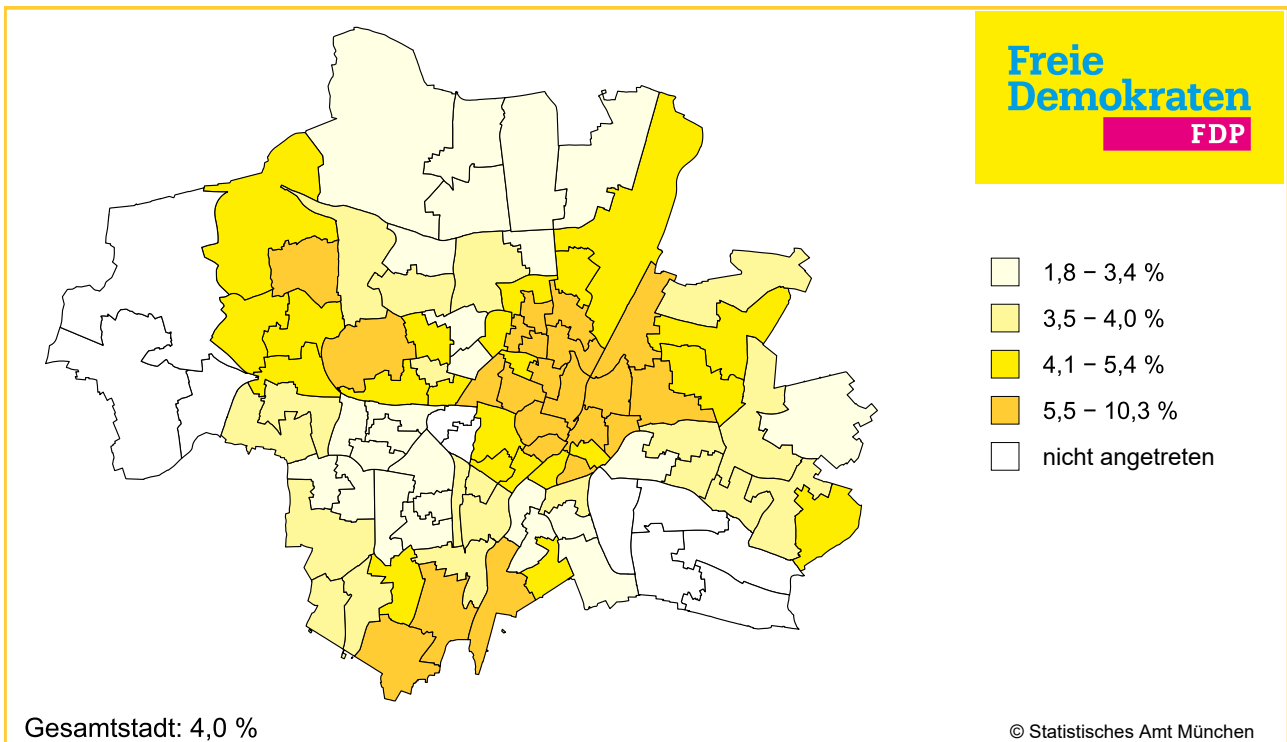 Freie
Demokraten
FDP
1,8 − 3,4 %
3,5 − 4,0 %
4,1 − 5,4 %
5,5 − 10,3 %
nicht angetreten
Gesamtstadt: 4,0 %
© Statistisches Amt München